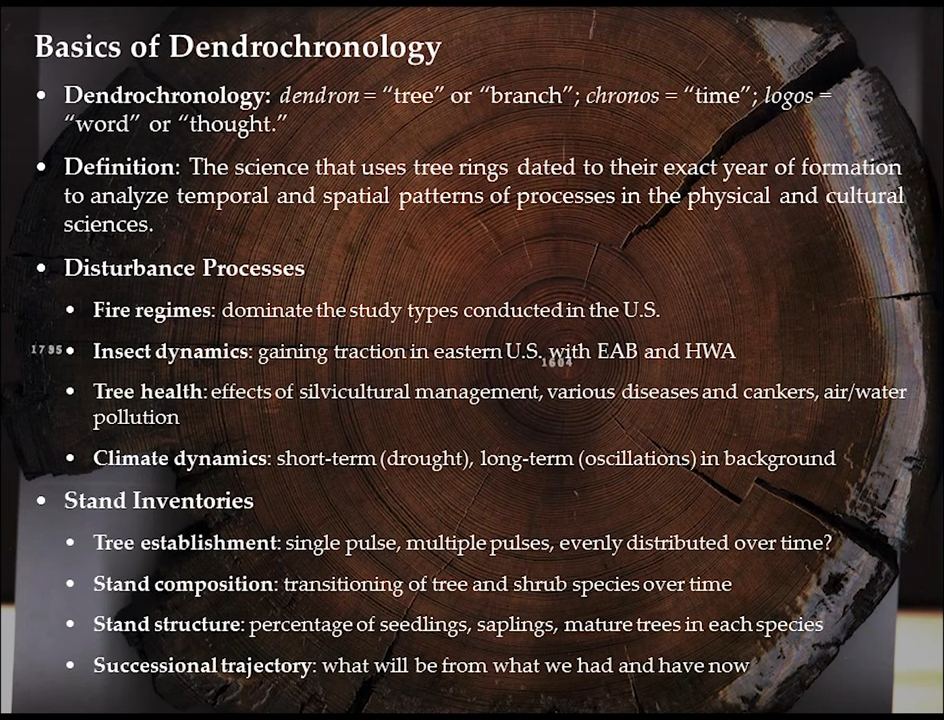 Basics of Dendrochronology
• Dendrochronology: dendron = “tree” or “branch”; chronos = “time”; logos =
“word” or “thought.”
• Definition: The science that uses tree rings dated to their exact year of formation
to analyze temporal and spatial patterns of processes in the physical and cultural
sciences.
• Disturbance Processes
• Fire regimes: dominate the study types conducted in the U.S.
1795
• Insect dynamics: gaining traction in eastern U.S. with EAB and HWA
1604
• Tree health: effects of silvicultural management, various diseases and cankers, air/water
pollution
• Climate dynamics: short-term (drought), long-term (oscillations) in background
• Stand Inventories
• Tree establishment: single pulse, multiple pulses, evenly distributed over time?
• Stand composition: transitioning of tree and shrub species over time
• Stand structure: percentage of seedlings, saplings, mature trees in each species
• Successional trajectory: what will be from what we had and have now